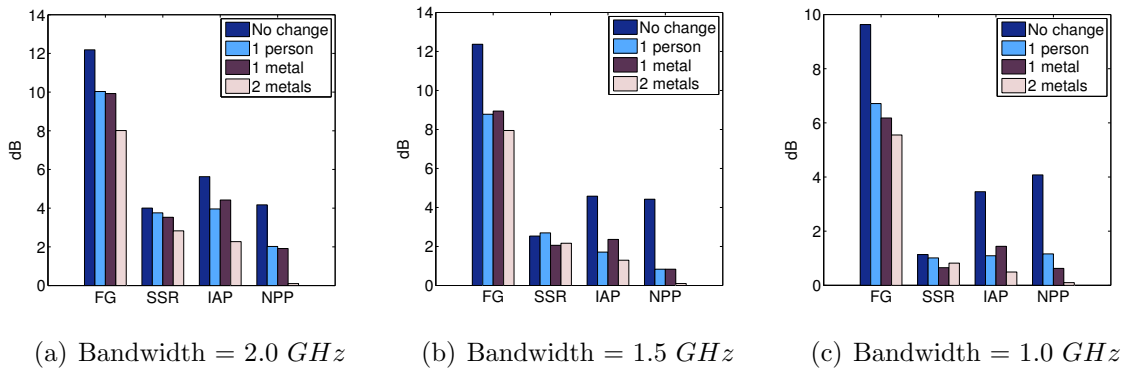 14
12
10
8
6
4
2
0
dB
FG SSR IAP NPP
No change
1 person
1 metal
2 metals
(a) Bandwidth = 2.0 GHz
14
12
10
8
6
4
2
0
dB
FG SSR IAP NPP
No change
1 person
1 metal
2 metals
(b) Bandwidth = 1.5 GHz
10
8
6
4
2
0
dB
FG SSR IAP NPP
No change
1 person
1 metal
2 metals
(c) Bandwidth = 1.0 GHz